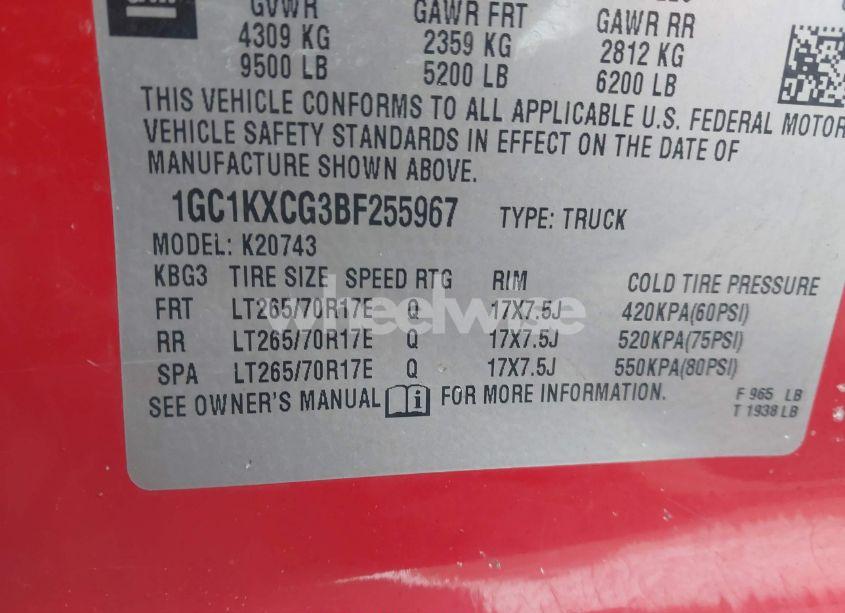 GVWR GAWR FRT GAWR RR
4309 KG 2359 KG 2812 KG
9500 LB 5200 LB 6200 LB
THIS VEHICLE CONFORMS TO ALL APPLICABLE U.S. FEDERAL MOTOR
VEHICLE SAFETY STANDARDS IN EFFECT ON THE DATE OF
MANUFACTURE SHOWN ABOVE.
1GC1KXCG3BF255967 TYPE: TRUCK
MODEL: K20743
KBG3 TIRE SIZE SPEED RTG RIM COLD TIRE PRESSURE
FRT LT265/70R17E Q 17X7.5J 420KPA(60PSI)
wheelwise
RR LT265/70R17E Q 17X7.5J 520KPA(75PSI)
SPA LT265/70R17E Q 17X7.5J 550KPA(80PSI)
SEE OWNER'S MANUAL i FOR MORE INFORMATION.
F 965 LB
T 1938 LB